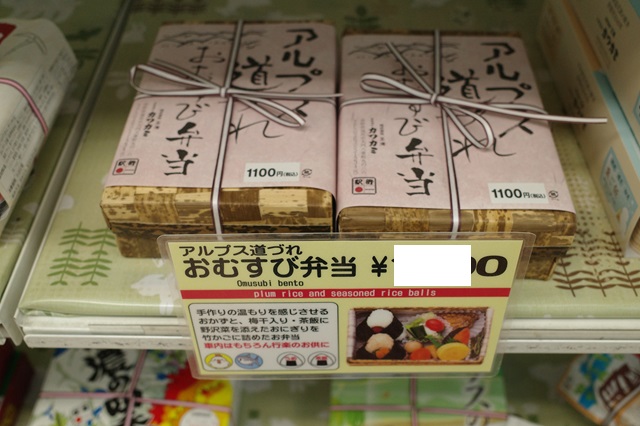 アルプス
道づれ
おむすび弁当
カワカミ
駅弁
1100円(税込)
アルプス
道づれ
おむすび弁当
カワカミ
駅弁
1100円(税込)
アルプス道づれ
おむすび弁当 ¥
Omusubi bento
plum rice and seasoned rice balls
手作りの温もりを感じさせる
おかずと、梅干入り・茶飯に
野沢菜を添えたおにぎりを
竹かごに詰めたお弁当
車内はもちろん行楽のお供に